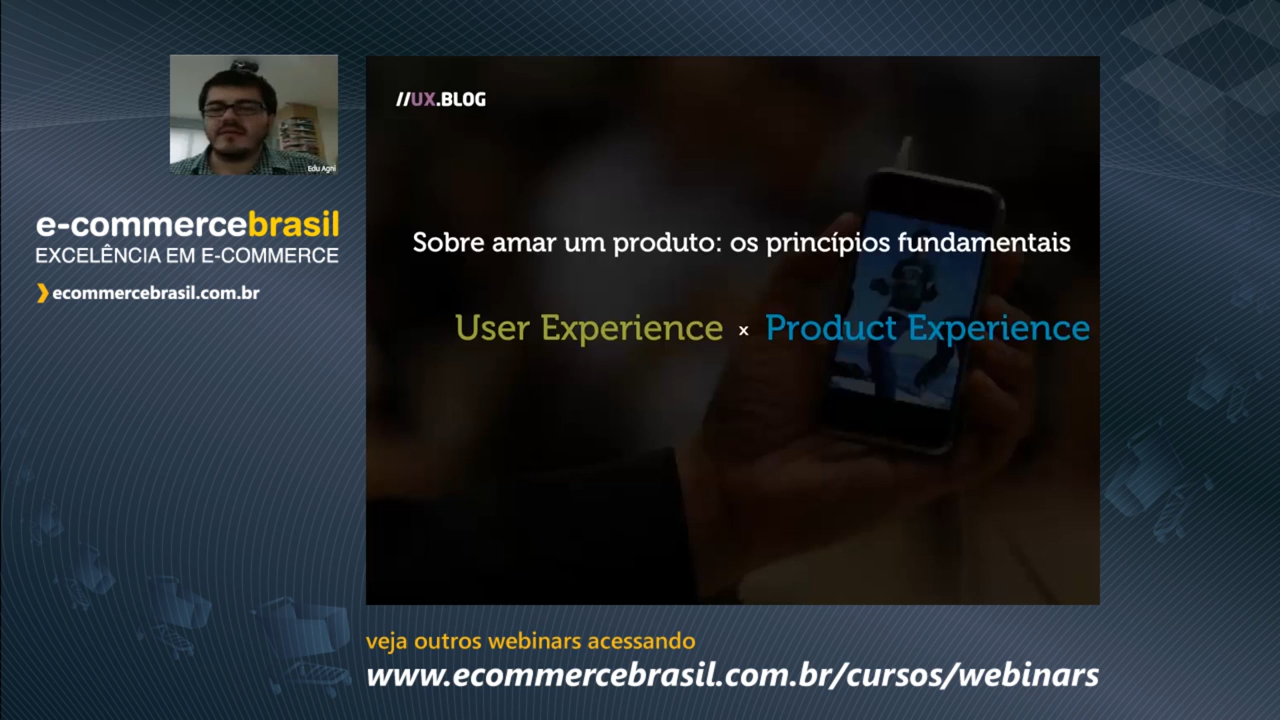 Edu Agni
e-commercebrasil
EXCELÊNCIA EM E-COMMERCE
ecommercebrasil.com.br
//UX.BLOG
Sobre amar um produto: os princípios fundamentais
User Experience x Product Experience
veja outros webinars acessando
www.ecommercebrasil.com.br/cursos/webinars